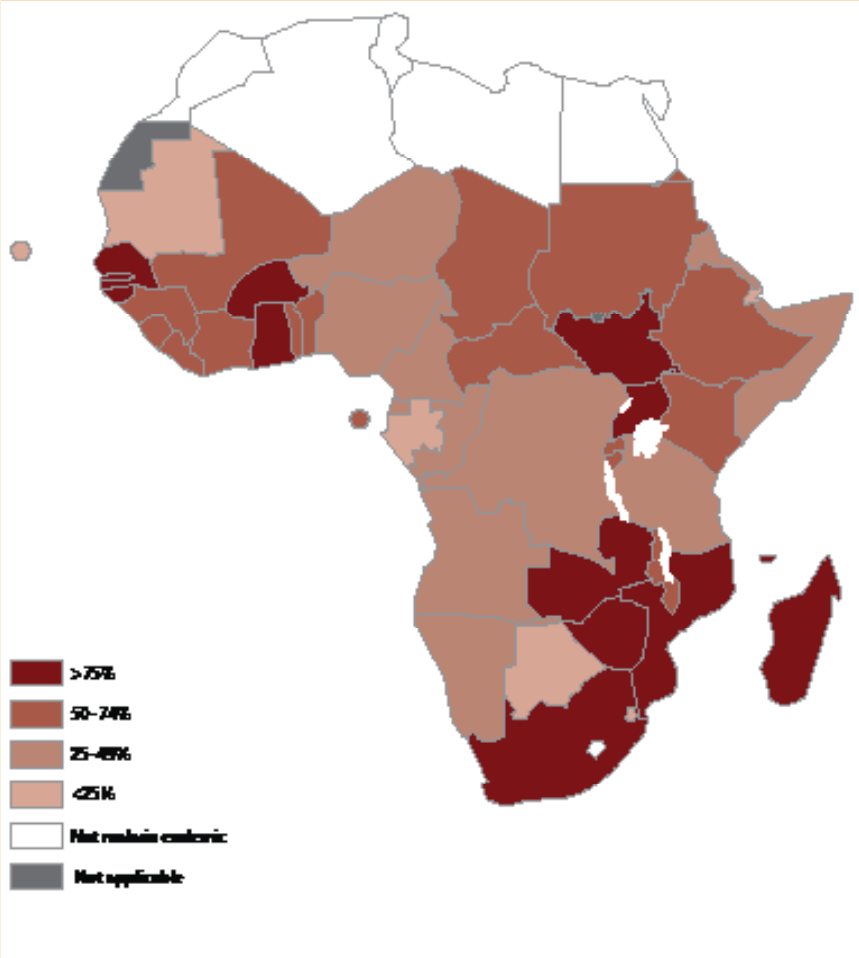 >75%
50–74%
25–49%
<25%
Not malaria endemic
Not applicable